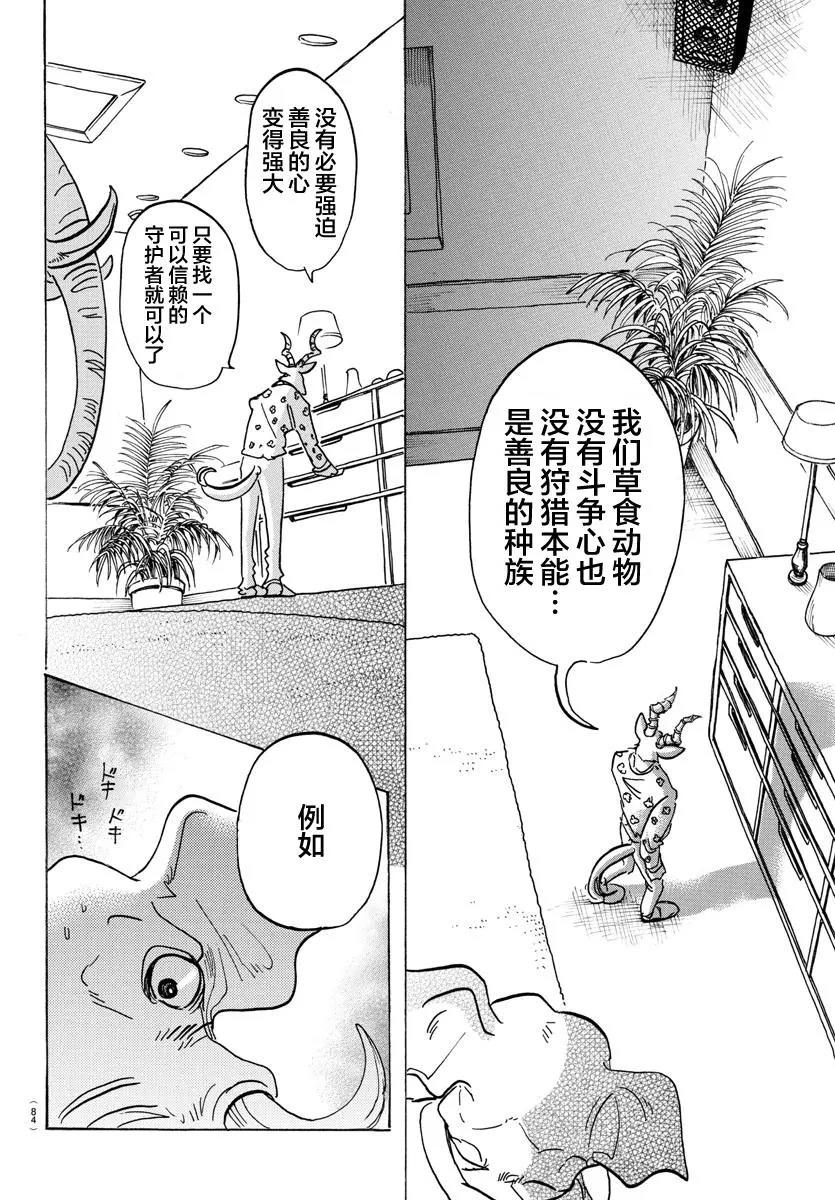 我们草食动物
没有斗争心也
没有狩猎本能…
是善良的种族
没有必要强迫
善良的心
变得强大
只要找一个
可以信赖的
守护者就可以了
例如
ドキ
ドキ
ドキ
ドキ…
(84)